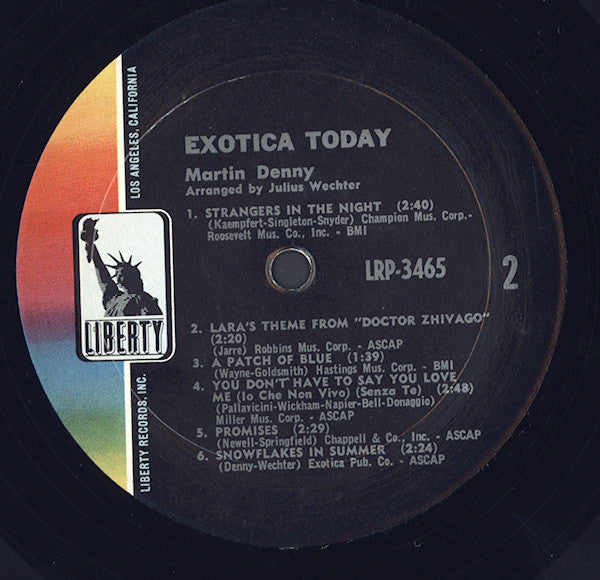 EXOTICA TODAY
Martin Denny
Arranged by Julius Wechter
1. STRANGERS IN THE NIGHT (2:40)
(Kaempfert-Singleton-Snyder) Champion Mus. Corp.-
Roosevelt Mus. Co., Inc. - BMI
LRP-3465
2
2. LARA'S THEME FROM "DOCTOR ZHIVAGO"
(2:20)
(Jarre) Robbins Mus. Corp. - ASCAP
3. A PATCH OF BLUE (1:39)
(Wayne-Goldsmith) Hastings Mus. Corp. - BMI
4. YOU DON'T HAVE TO SAY YOU LOVE
ME (Io Che Non Vivo) (Senza Te) (2:48)
(Pallavicini-Wickham-Napier-Bell-Donaggio)
Miller Mus. Corp. - ASCAP
5. PROMISES (2:29)
(Newell-Springfield) Chappell & Co., Inc. - ASCAP
6. SNOWFLAKES IN SUMMER (2:24)
(Denny-Wechter) Exotica Pub. Co. - ASCAP
LIBERTY
LIBERTY RECORDS, INC.
LOS ANGELES, CALIFORNIA